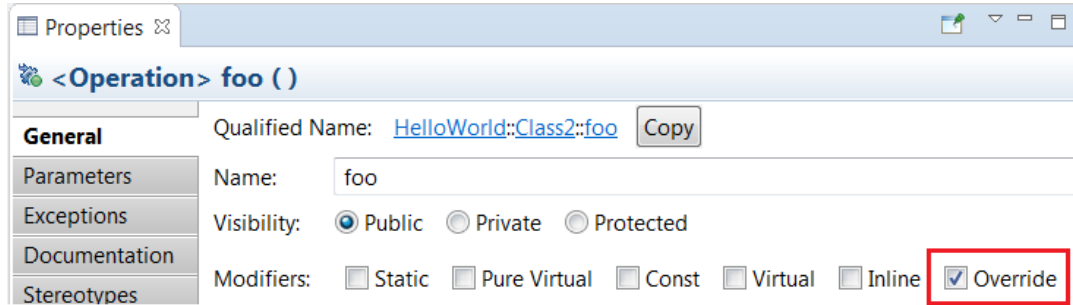 Properties
<Operation> foo ( )
General
Qualified Name: HelloWorld::Class2::foo Copy
Parameters
Name: foo
Exceptions
Visibility: Public Private Protected
Documentation
Modifiers: Static Pure Virtual Const Virtual Inline Override
Stereotypes